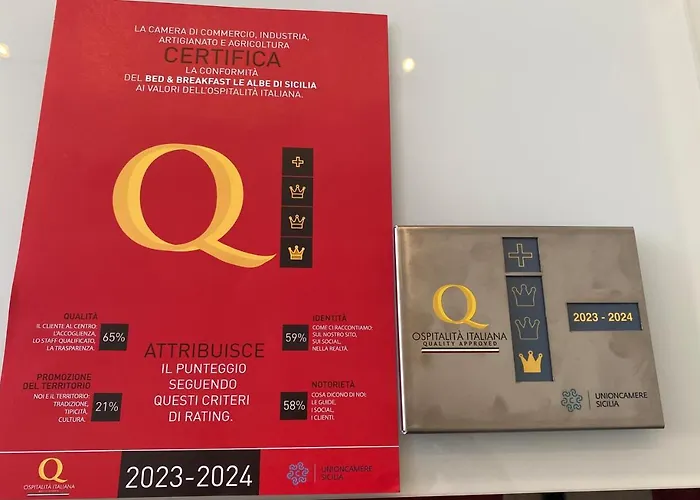 LA CAMERA DI COMMERCIO, INDUSTRIA,
ARTIGIANATO E AGRICOLTURA
CERTIFICA
LA CONFORMITÀ
DEL BED & BREAKFAST LE ALBE DI SICILIA
AI VALORI DELL'OSPITALITÀ ITALIANA.
Q
QUALITÀ
IL CLIENTE AL CENTRO:
L'ACCOGLIENZA,
LO STAFF QUALIFICATO,
LA TRASPARENZA.
65%
59%
IDENTITÀ
COME CI RACCONTIAMO:
SUL NOSTRO SITO,
SUI SOCIAL,
NELLA REALTÀ.
ATTRIBUISCE
IL PUNTEGGIO
SEGUENDO
QUESTI CRITERI
DI RATING.
PROMOZIONE
DEL TERRITORIO
NOI E IL TERRITORIO:
TRADIZIONE,
TIPICITÀ,
CULTURA.
21%
58%
NOTORIETÀ
COSA DICONO DI NOI:
LE GUIDE,
I SOCIAL,
I CLIENTI.
Q
OSPITALITÀ ITALIANA
2023-2024
UNIONCAMERE
SICILIA
Q
OSPITALITÀ ITALIANA
QUALITY APPROVED
2023 - 2024
UNIONCAMERE
SICILIA